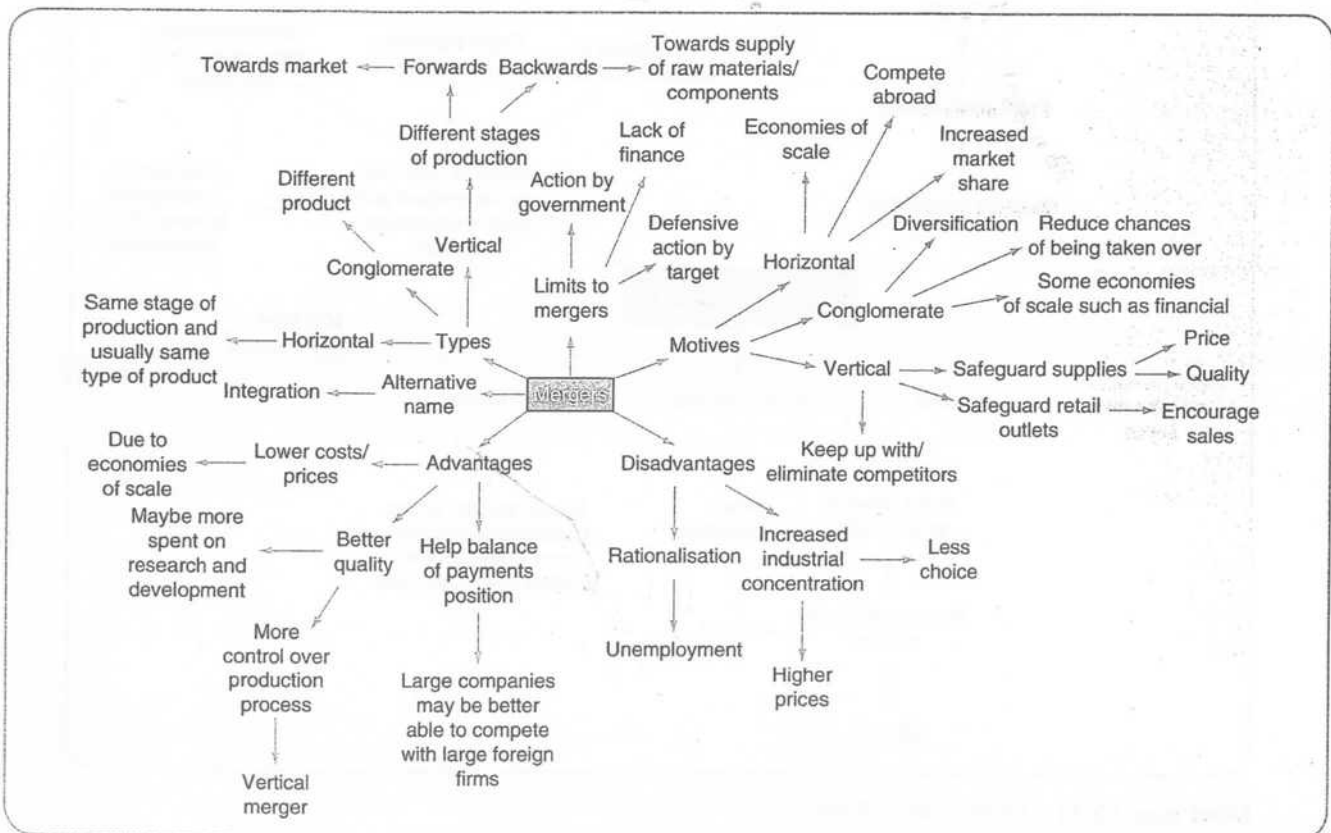 Towards market
Forwards
Backwards
Towards supply
of raw materials/
components
Compete
abroad
Different stages
of production
Lack of
finance
Economies of
scale
Increased
market
share
Different
product
Action by
government
Vertical
Defensive
action by
target
Diversification
Reduce chances
of being taken over
Conglomerate
Limits to
mergers
Horizontal
Some economies
of scale such as financial
Conglomerate
Same stage of
production and
usually same
type of product
Horizontal
Types
Motives
Price
Vertical
Safeguard supplies
Quality
Integration
Alternative
name
Mergers
Safeguard retail
outlets
Encourage
sales
Keep up with/
eliminate competitors
Due to
economies
of scale
Lower costs/
prices
Advantages
Disadvantages
Maybe more
spent on
research and
development
Better
quality
Help balance
of payments
position
Rationalisation
Increased
industrial
concentration
Less
choice
More
control over
production
process
Unemployment
Higher
prices
Large companies
may be better
able to compete
with large foreign
firms
Vertical
merger